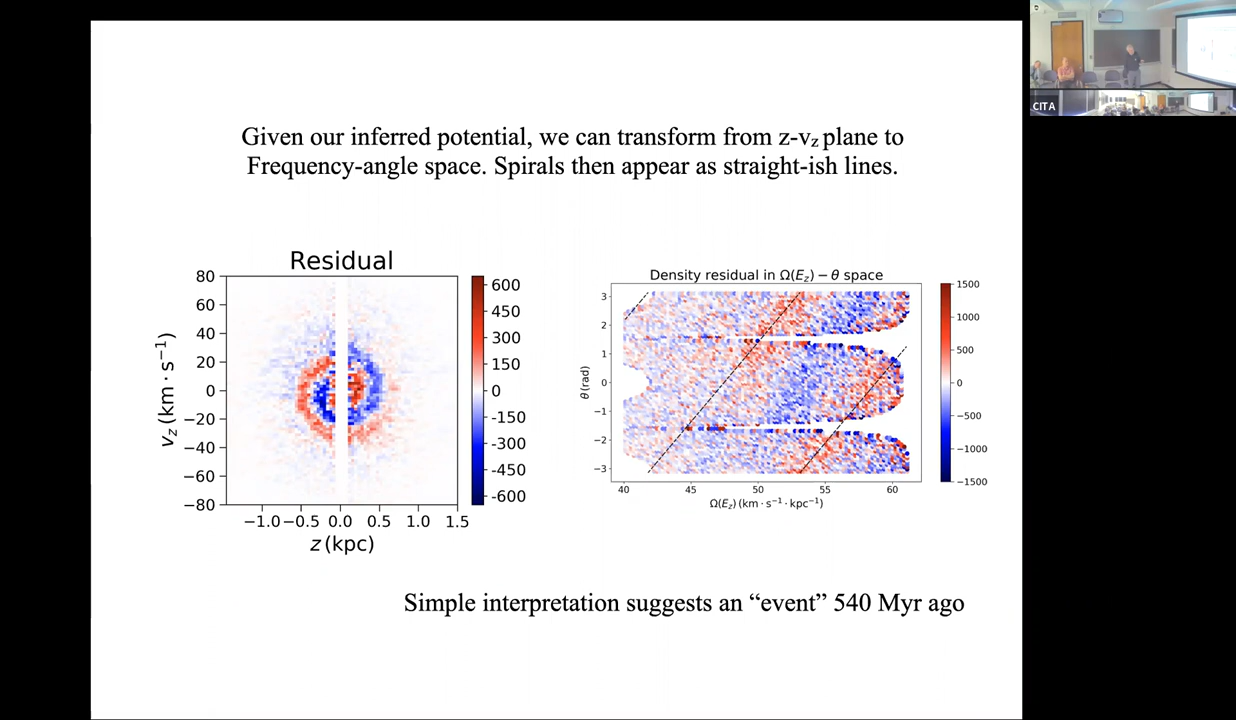 Given our inferred potential, we can transform from z-vz plane to
Frequency-angle space. Spirals then appear as straight-ish lines.
Residual
80
60
40
20
0
−20
−40
−60
−80
vz (km · s⁻¹)
−1.0 −0.5 0.0 0.5 1.0 1.5
z (kpc)
600
450
300
150
0
-150
-300
-450
-600
Density residual in Ω(Ez) − θ space
3
2
1
0
−1
−2
−3
θ (rad)
40 45 50 55 60
Ω(Ez) (km · s⁻¹ · kpc⁻¹)
1500
1000
500
0
−500
−1000
−1500
Simple interpretation suggests an “event” 540 Myr ago
CITA